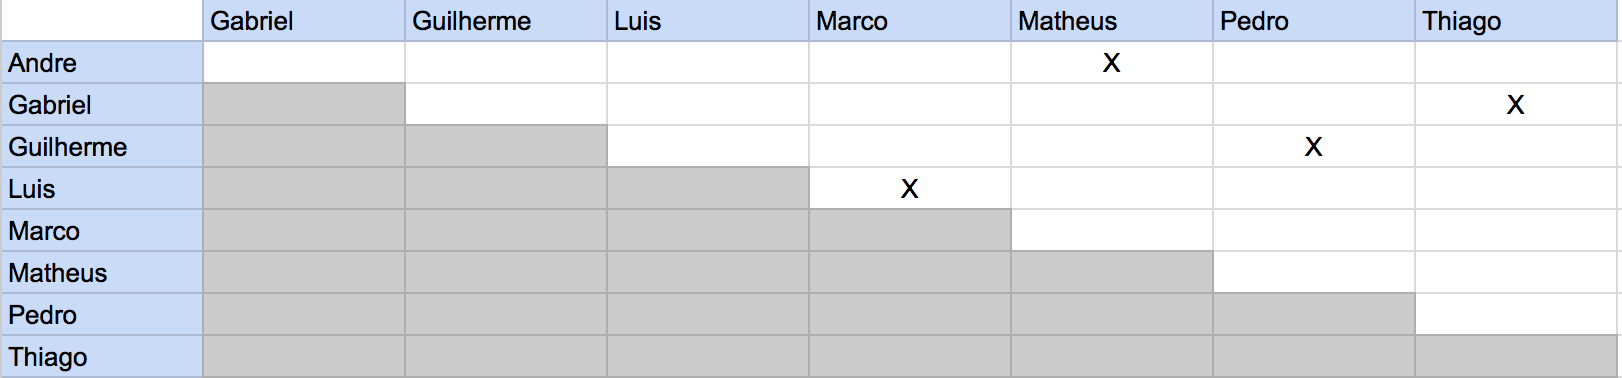 Gabriel Guilherme Luis Marco Matheus Pedro Thiago
Andre X
Gabriel X
Guilherme X
Luis X
Marco
Matheus
Pedro
Thiago